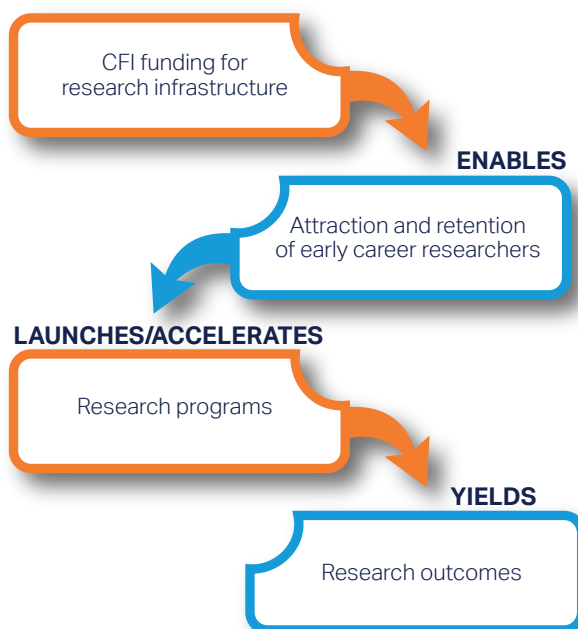 CFI funding for
research infrastructure
ENABLES
Attraction and retention
of early career researchers
LAUNCHES/ACCELERATES
Research programs
YIELDS
Research outcomes